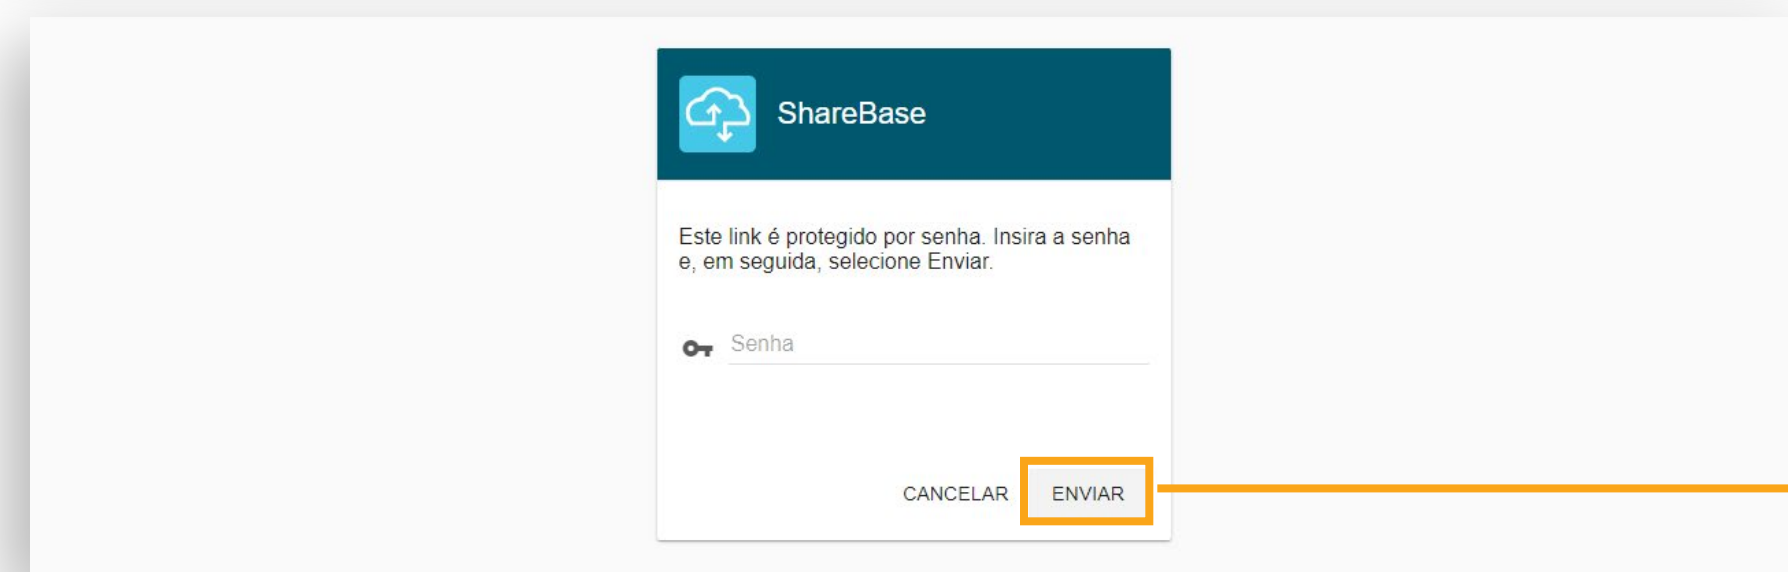 ShareBase
Este link é protegido por senha. Insira a senha
e, em seguida, selecione Enviar.
Senha
CANCELAR ENVIAR